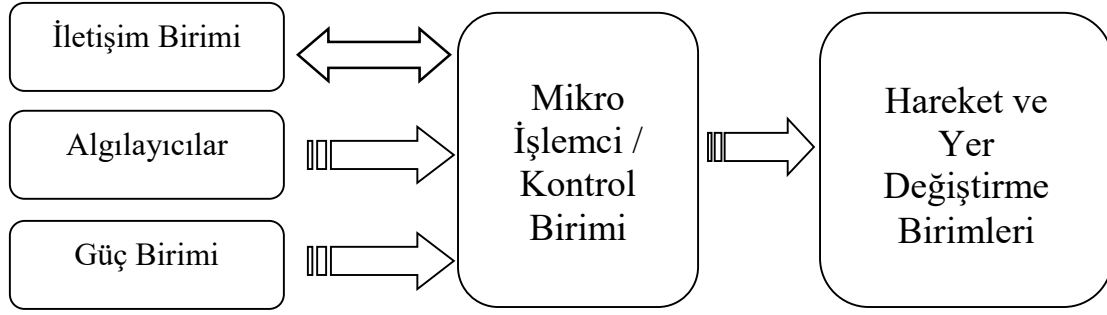 İletişim Birimi
Algılayıcılar
Güç Birimi
Mikro
İşlemci /
Kontrol
Birimi
Hareket ve
Yer
Değiştirme
Birimleri